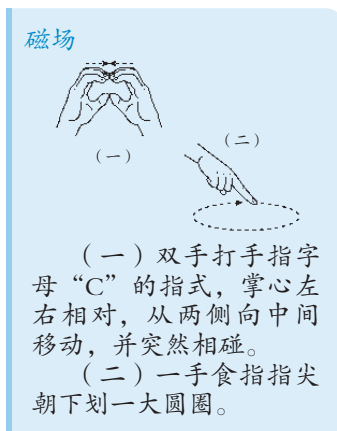 磁场
（一）
（二）
（一）双手打手指字
母“C”的指式，掌心左
右相对，从两侧向中间
移动，并突然相碰。
（二）一手食指指尖
朝下划一大圆圈。